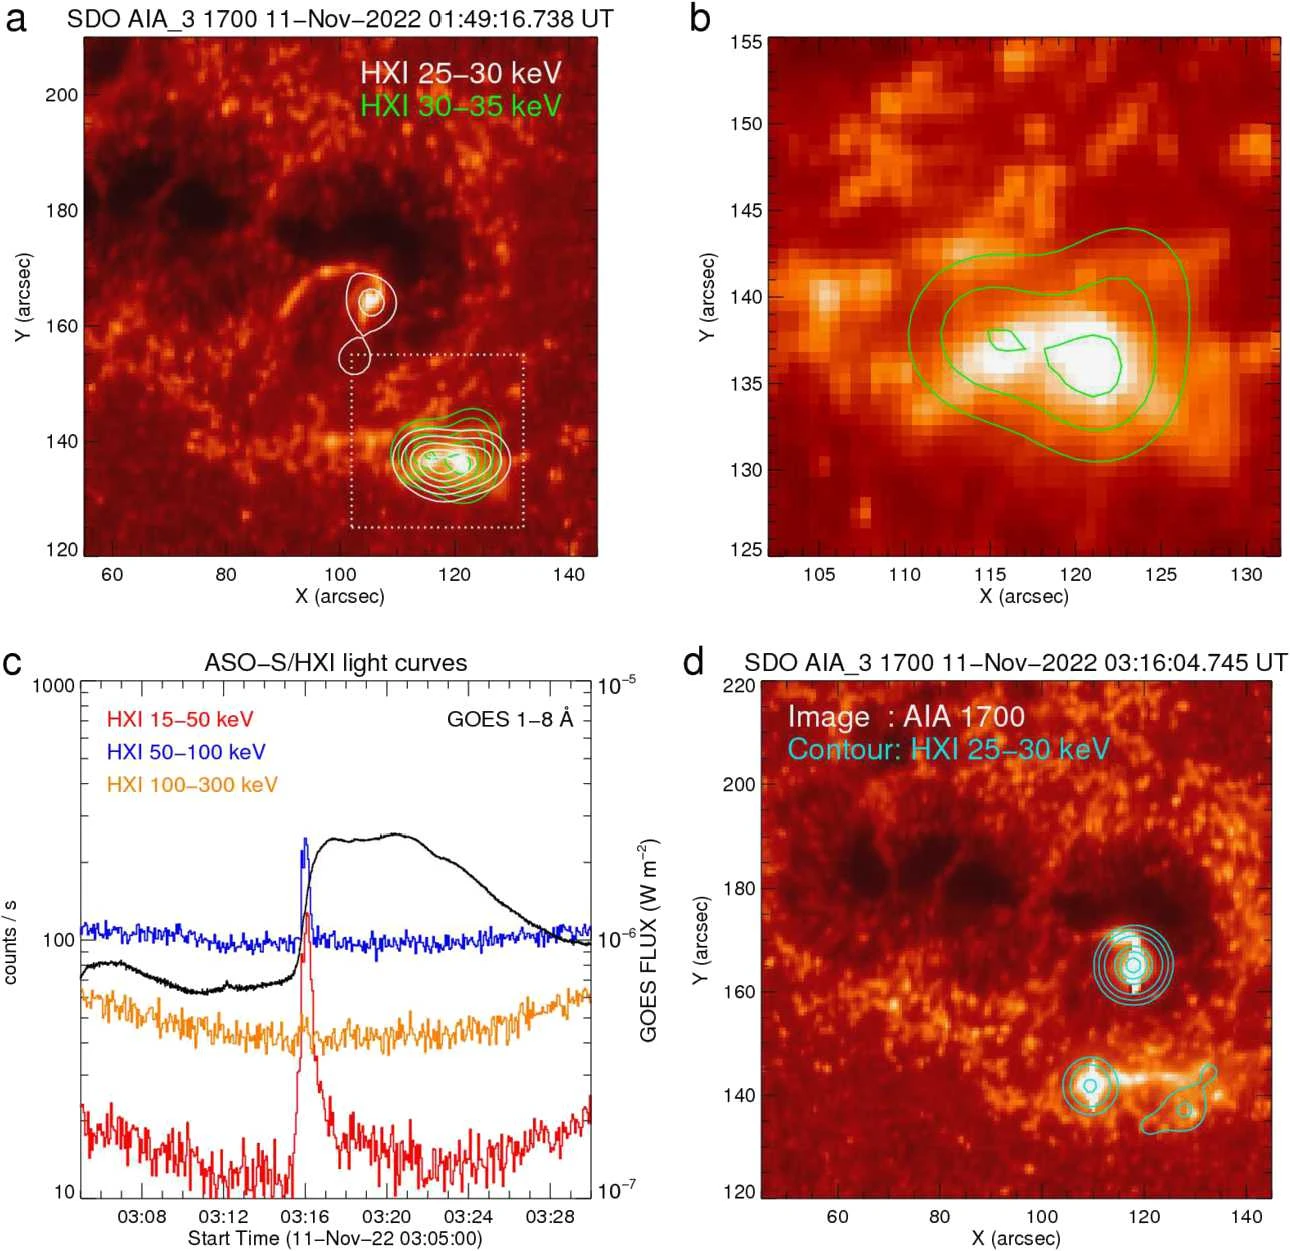 a
SDO AIA_3 1700 11−Nov−2022 01:49:16.738 UT
HXI 25−30 keV
HXI 30−35 keV
200
180
160
140
120
Y (arcsec)
60 80 100 120 140
X (arcsec)
b
155
150
145
140
135
130
125
Y (arcsec)
105 110 115 120 125 130
X (arcsec)
c
ASO−S/HXI light curves
HXI 15−50 keV
HXI 50−100 keV
HXI 100−300 keV
GOES 1−8 Å
1000
100
10
counts / s
10−5
10−6
10−7
GOES FLUX (W m−2)
03:08 03:12 03:16 03:20 03:24 03:28
Start Time (11−Nov−22 03:05:00)
d
SDO AIA_3 1700 11−Nov−2022 03:16:04.745 UT
Image : AIA 1700
Contour: HXI 25−30 keV
220
200
180
160
140
120
Y (arcsec)
60 80 100 120 140
X (arcsec)